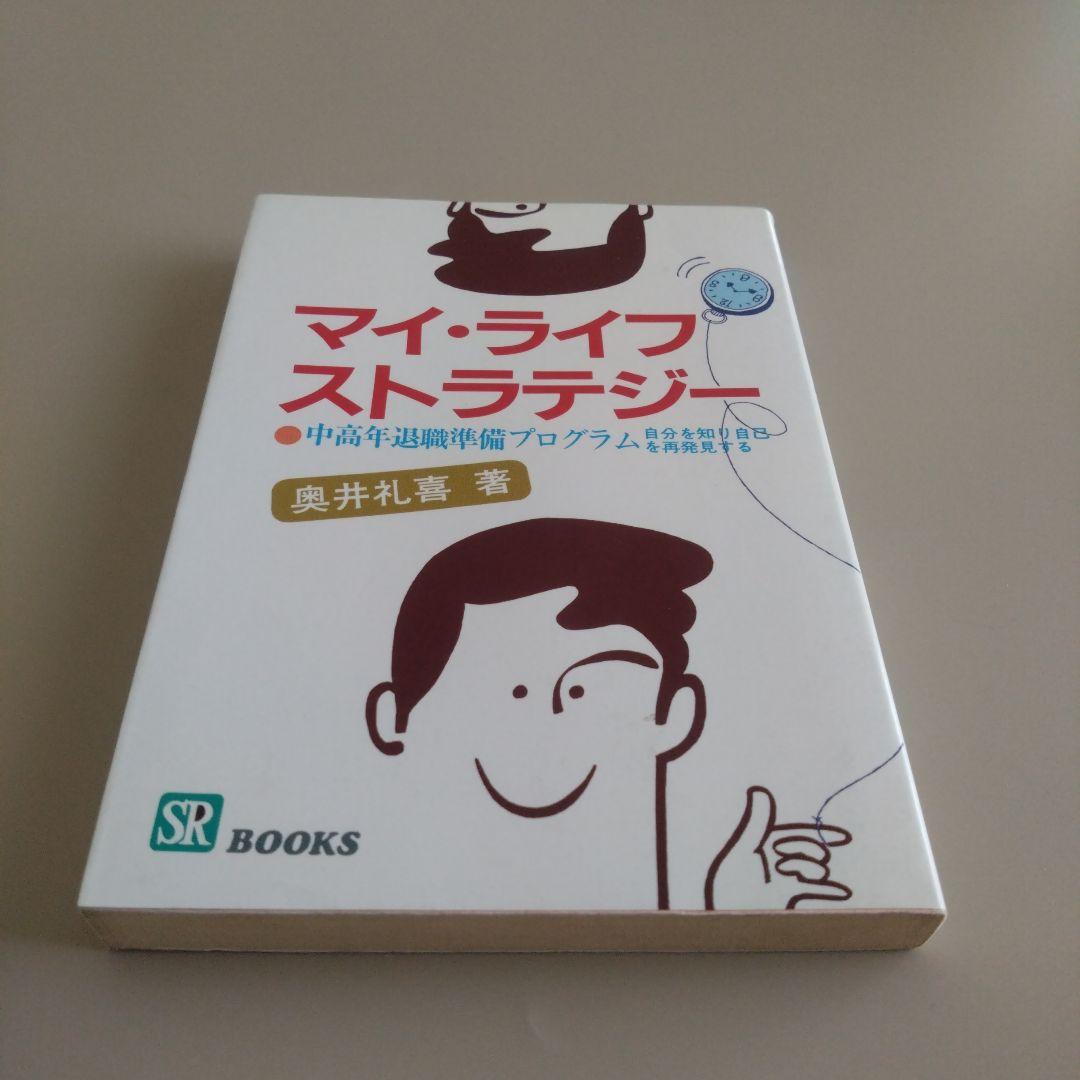 マイ・ライフ
ストラテジー
●中高年退職準備プログラム 自分を知り自己
を再発見する
奥井礼喜 著
SR BOOKS